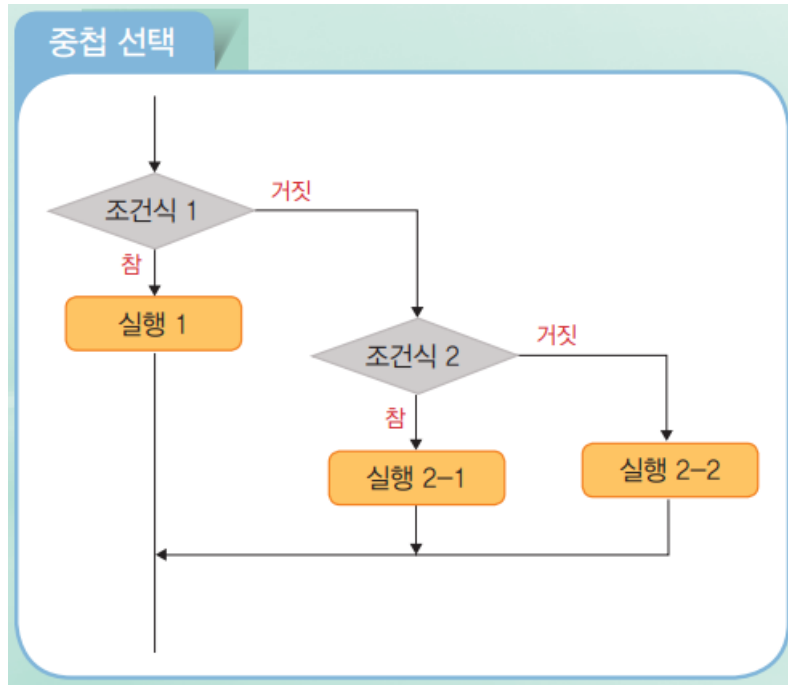 중첩 선택
거짓
조건식 1
참
실행 1
거짓
조건식 2
참
실행 2-1
실행 2-2